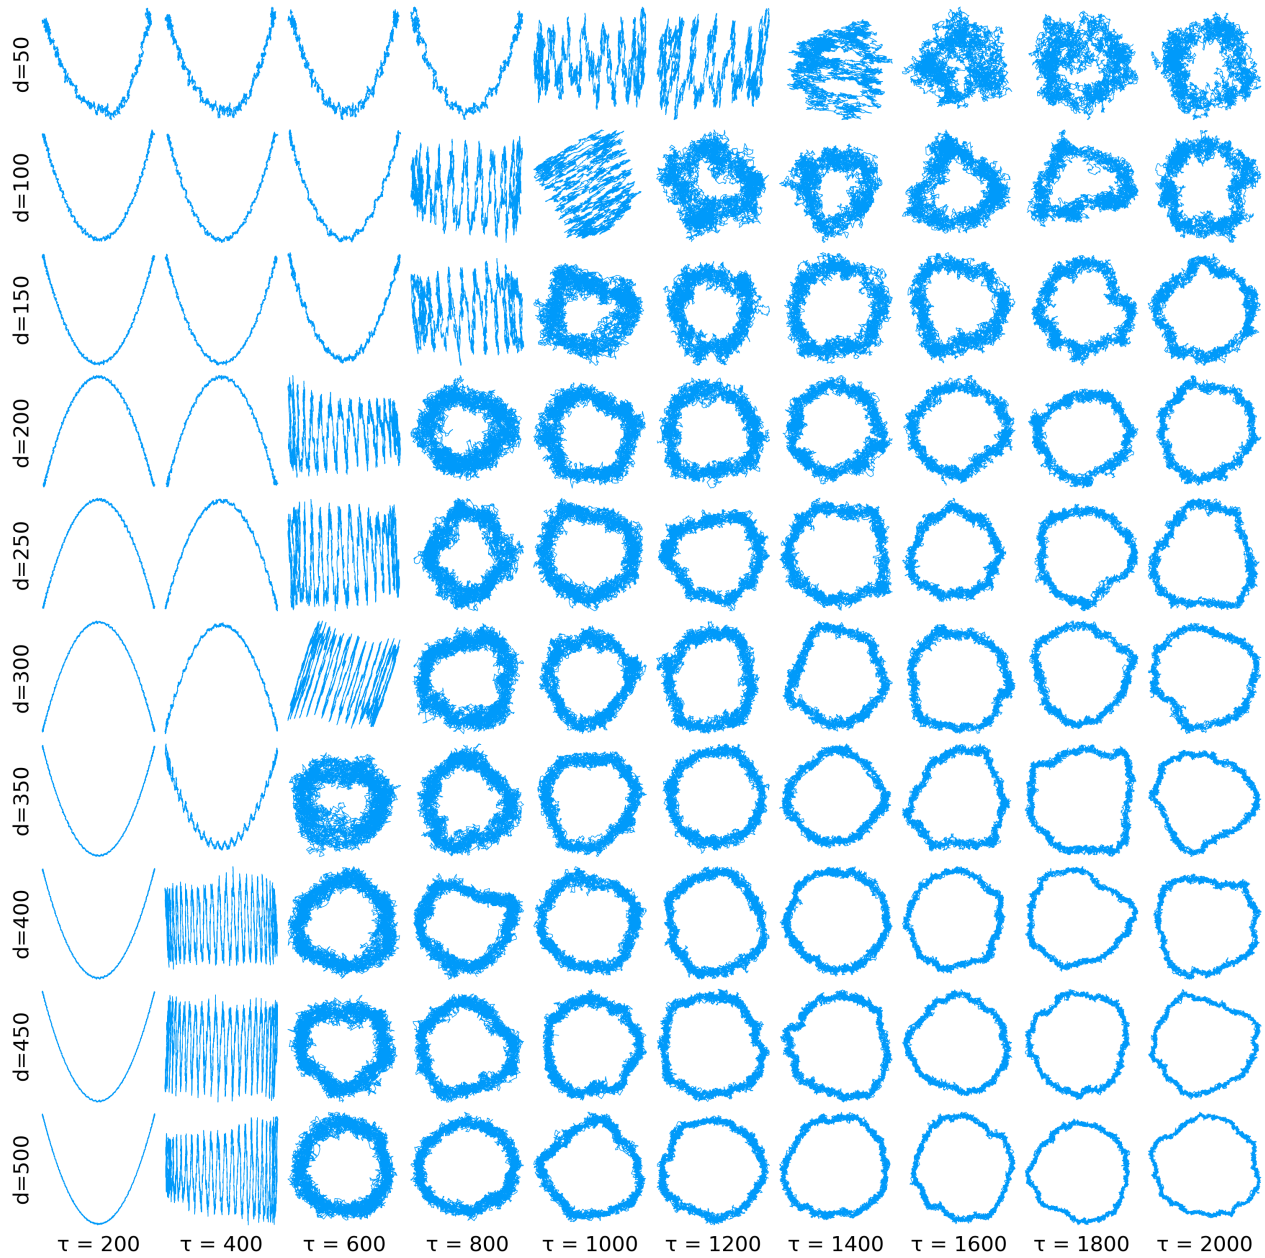 d=50
d=100
d=150
d=200
d=250
d=300
d=350
d=400
d=450
d=500
τ = 200 τ = 400 τ = 600 τ = 800 τ = 1000 τ = 1200 τ = 1400 τ = 1600 τ = 1800 τ = 2000